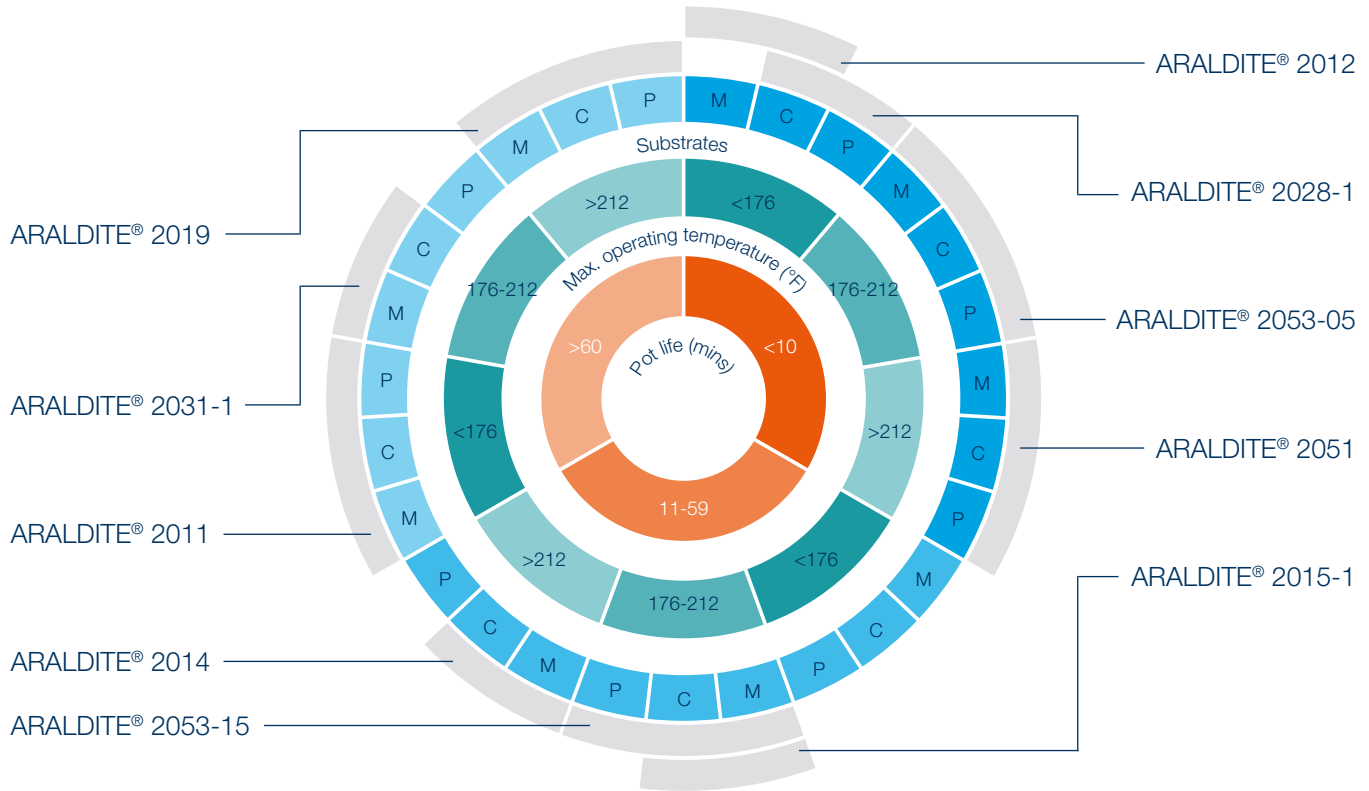 ARALDITE® 2012
ARALDITE® 2028-1
ARALDITE® 2053-05
ARALDITE® 2051
ARALDITE® 2015-1
ARALDITE® 2019
ARALDITE® 2031-1
ARALDITE® 2011
ARALDITE® 2014
ARALDITE® 2053-15
M
C
P
M
C
P
M
C
P
M
C
P
M
C
P
M
C
P
M
C
P
M
C
P
M
C
P
Substrates
<176
176-212
>212
<176
176-212
>212
<176
176-212
>212
Max. operating temperature (°F)
<10
11-59
>60
Pot life (mins)